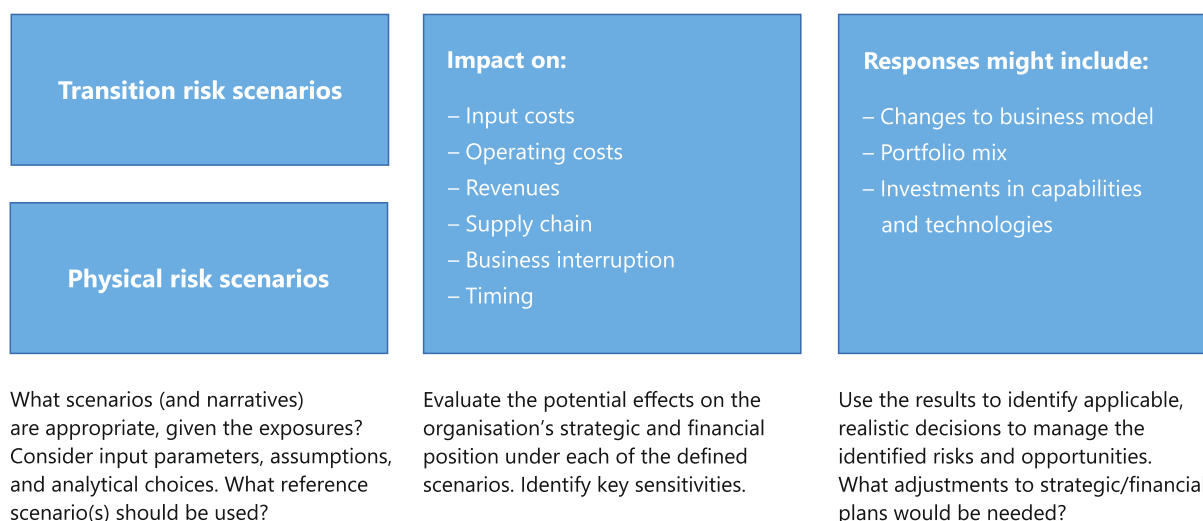 Transition risk scenarios
Physical risk scenarios
What scenarios (and narratives)
are appropriate, given the exposures?
Consider input parameters, assumptions,
and analytical choices. What reference
scenario(s) should be used?
Impact on:
– Input costs
– Operating costs
– Revenues
– Supply chain
– Business interruption
– Timing
Evaluate the potential effects on the
organisation’s strategic and financial
position under each of the defined
scenarios. Identify key sensitivities.
Responses might include:
– Changes to business model
– Portfolio mix
– Investments in capabilities
and technologies
Use the results to identify applicable,
realistic decisions to manage the
identified risks and opportunities.
What adjustments to strategic/financial
plans would be needed?